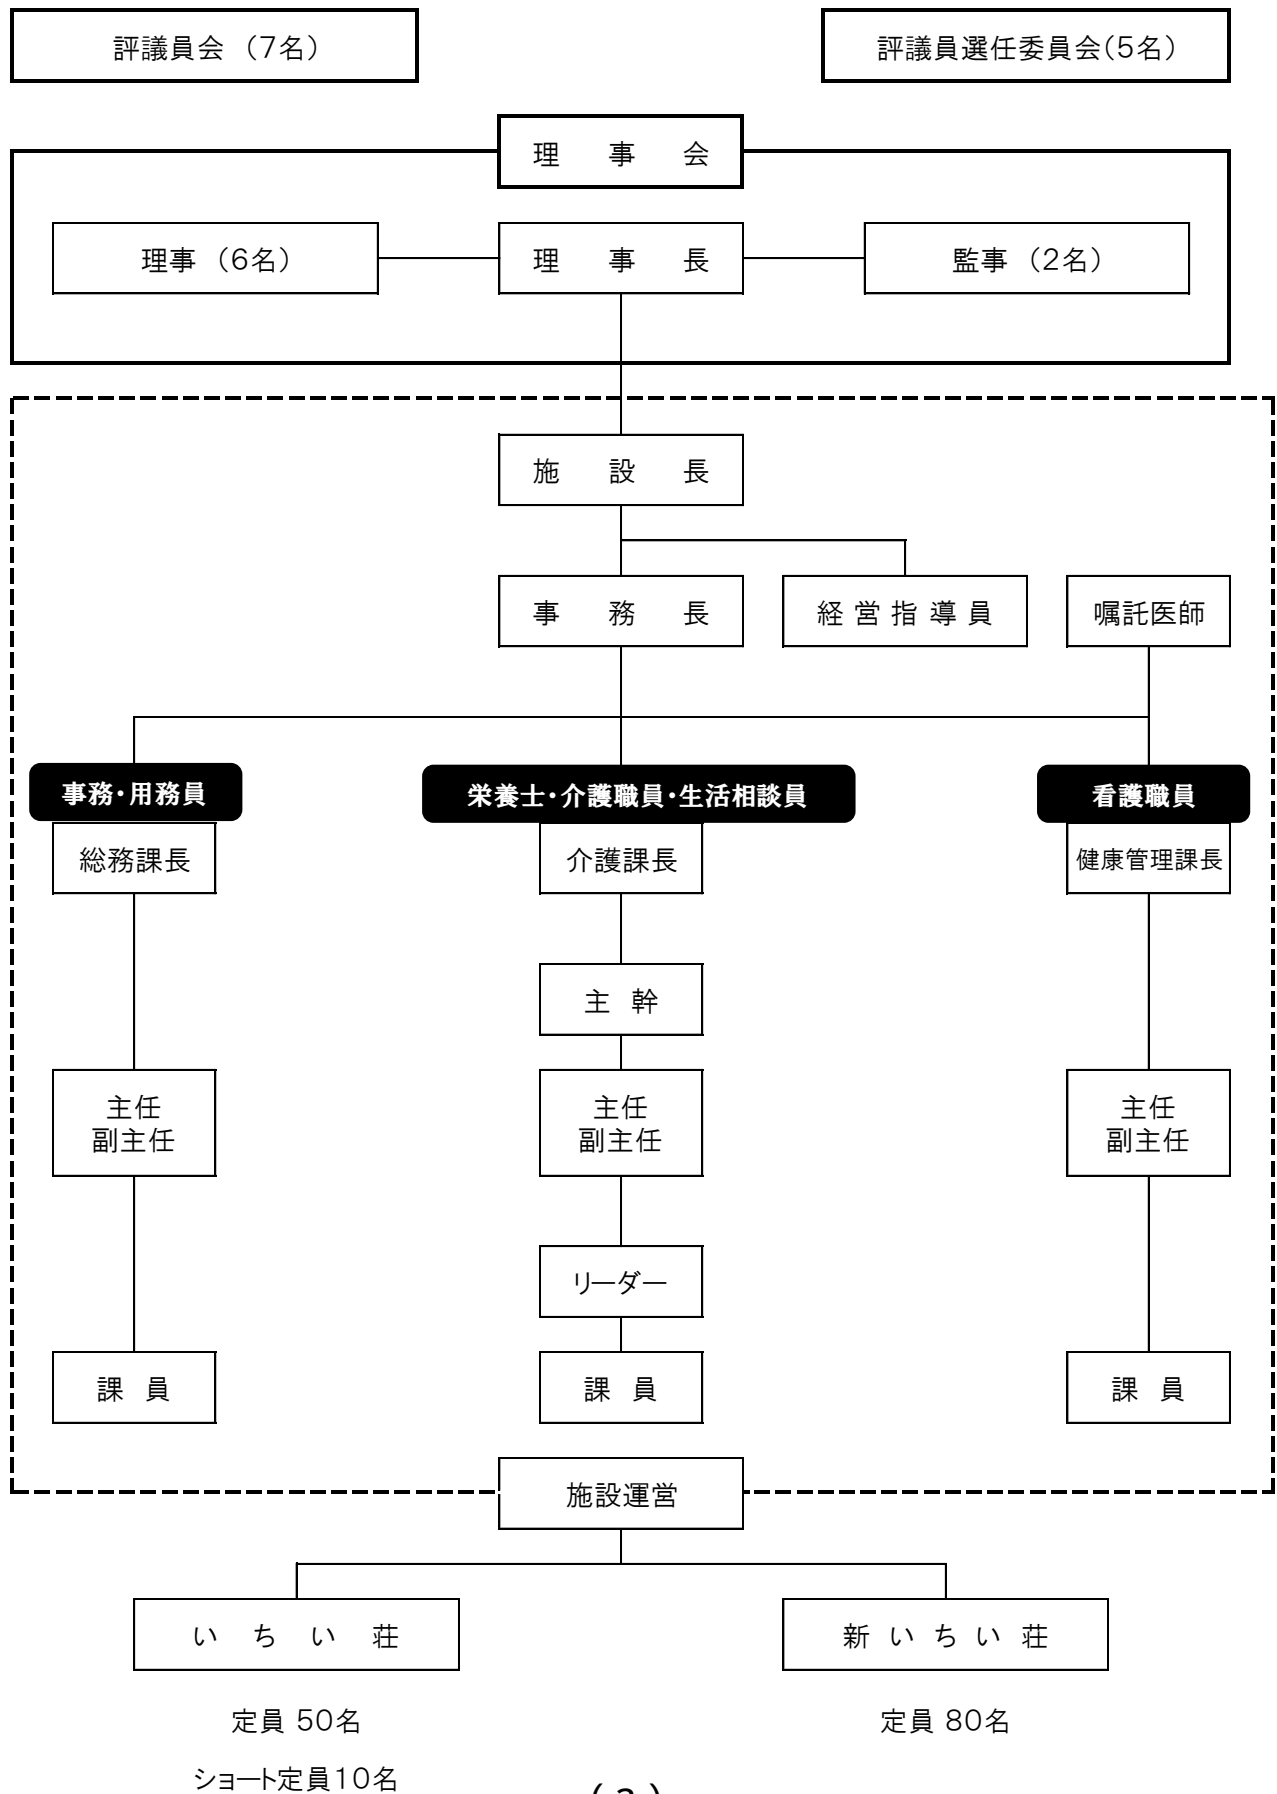 評議員会 （7名）
評議員選任委員会（5名）
理 事 会
理事 （6名）
理 事 長
監事 （2名）
施 設 長
事 務 長
経 営 指 導 員
嘱託医師
事務・用務員
栄養士・介護職員・生活相談員
看護職員
総務課長
介護課長
健康管理課長
主 幹
主任
副主任
主任
副主任
主任
副主任
リーダー
課 員
課 員
課 員
施設運営
い ち い 荘
新 い ち い 荘
定員 50名
定員 80名
ショート定員10名